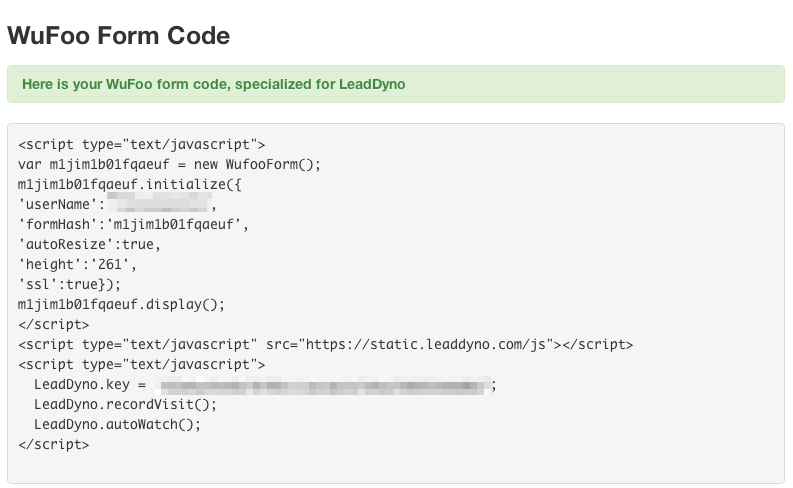 WuFoo Form Code
Here is your WuFoo form code, specialized for LeadDyno
<script type="text/javascript">
var m1jim1b01fqaeuf = new WufooForm();
m1jim1b01fqaeuf.initialize({
'userName': ,
'formHash':'m1jim1b01fqaeuf',
'autoResize':true,
'height':'261',
'ssl':true});
m1jim1b01fqaeuf.display();
</script>
<script type="text/javascript" src="https://static.leaddyno.com/js"></script>
<script type="text/javascript">
  LeadDyno.key = ;
  LeadDyno.recordVisit();
  LeadDyno.autoWatch();
</script>